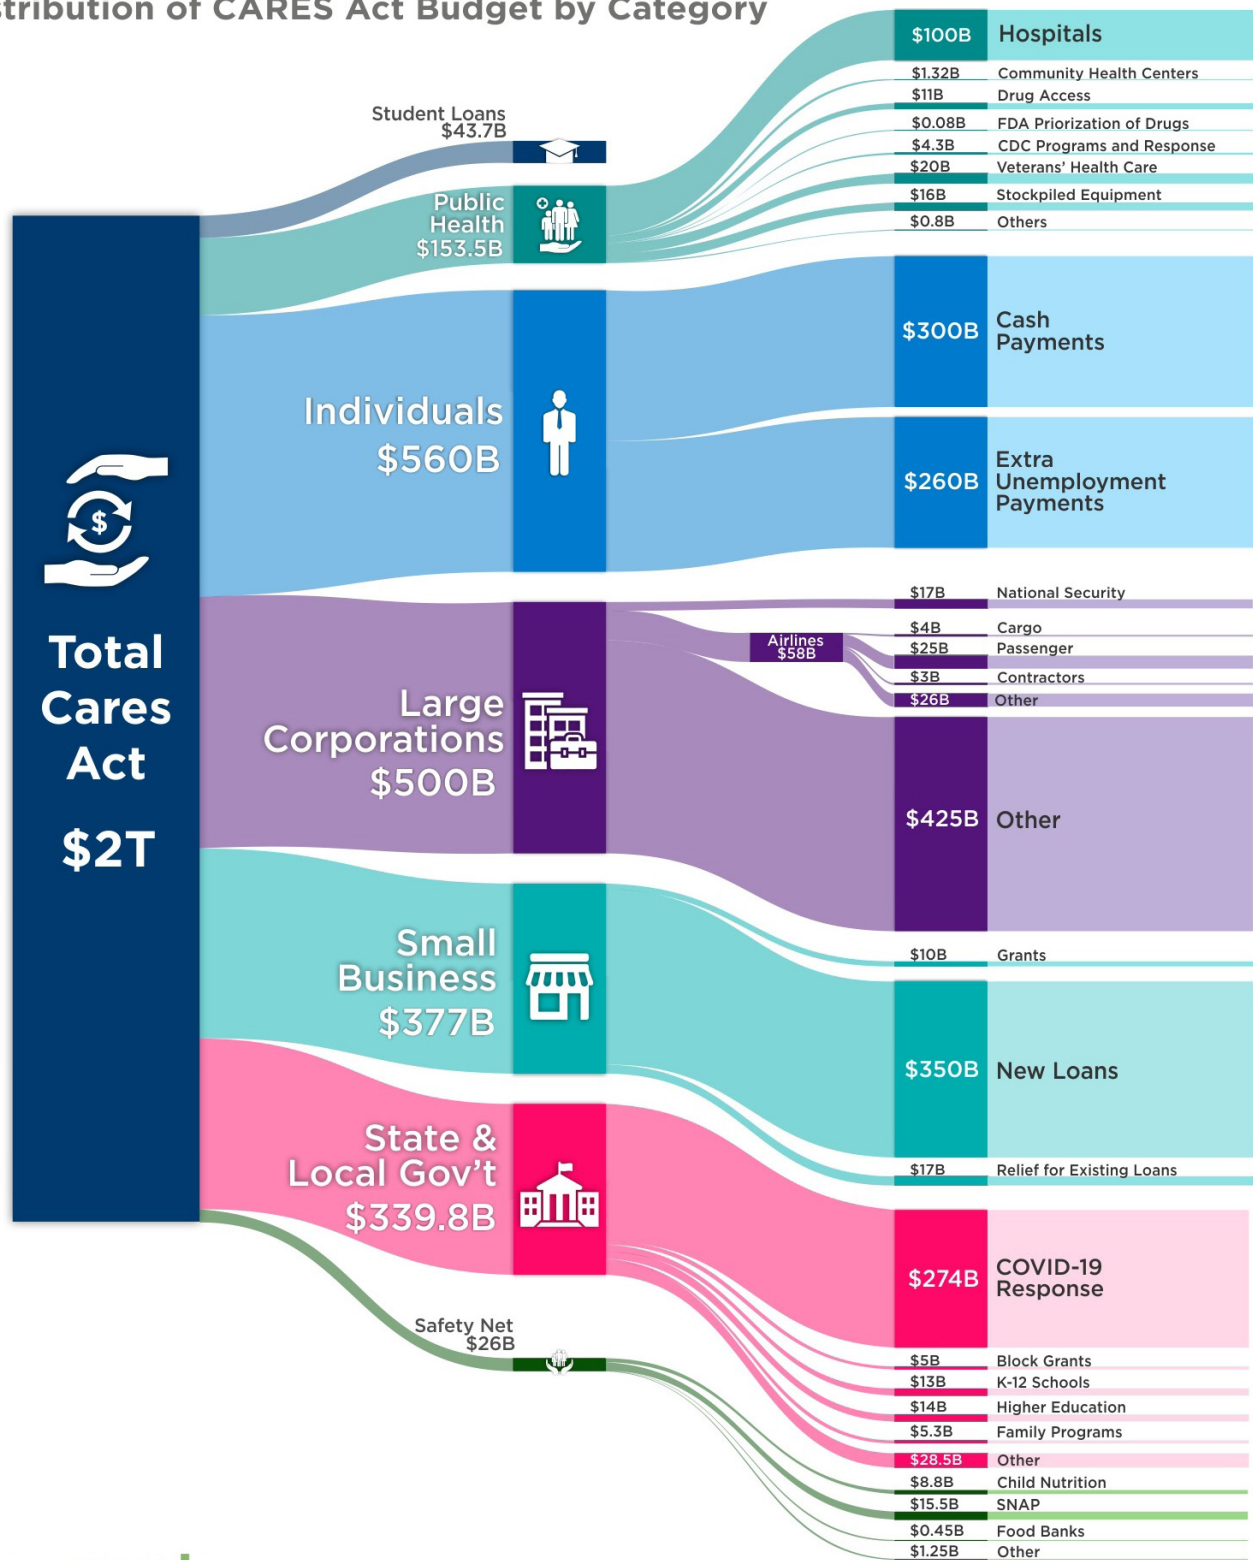 stribution of CARES Act Budget by Category
Student Loans
$43.7B
Public
Health
$153.5B
Individuals
$560B
Large
Corporations
$500B
Small
Business
$377B
State &
Local Gov't
$339.8B
Safety Net
$26B
$
Total
Cares
Act
$2T
Airlines
$58B
$100B Hospitals
$1.32B Community Health Centers
$11B Drug Access
$0.08B FDA Priorization of Drugs
$4.3B CDC Programs and Response
$20B Veterans' Health Care
$16B Stockpiled Equipment
$0.8B Others
$300B
Cash
Payments
$260B
Extra
Unemployment
Payments
$17B National Security
$4B Cargo
$25B Passenger
$3B Contractors
$26B Other
$425B Other
$10B Grants
$350B New Loans
$17B Relief for Existing Loans
$274B
COVID-19
Response
$5B Block Grants
$13B K-12 Schools
$14B Higher Education
$5.3B Family Programs
$28.5B Other
$8.8B Child Nutrition
$15.5B SNAP
$0.45B Food Banks
$1.25B Other